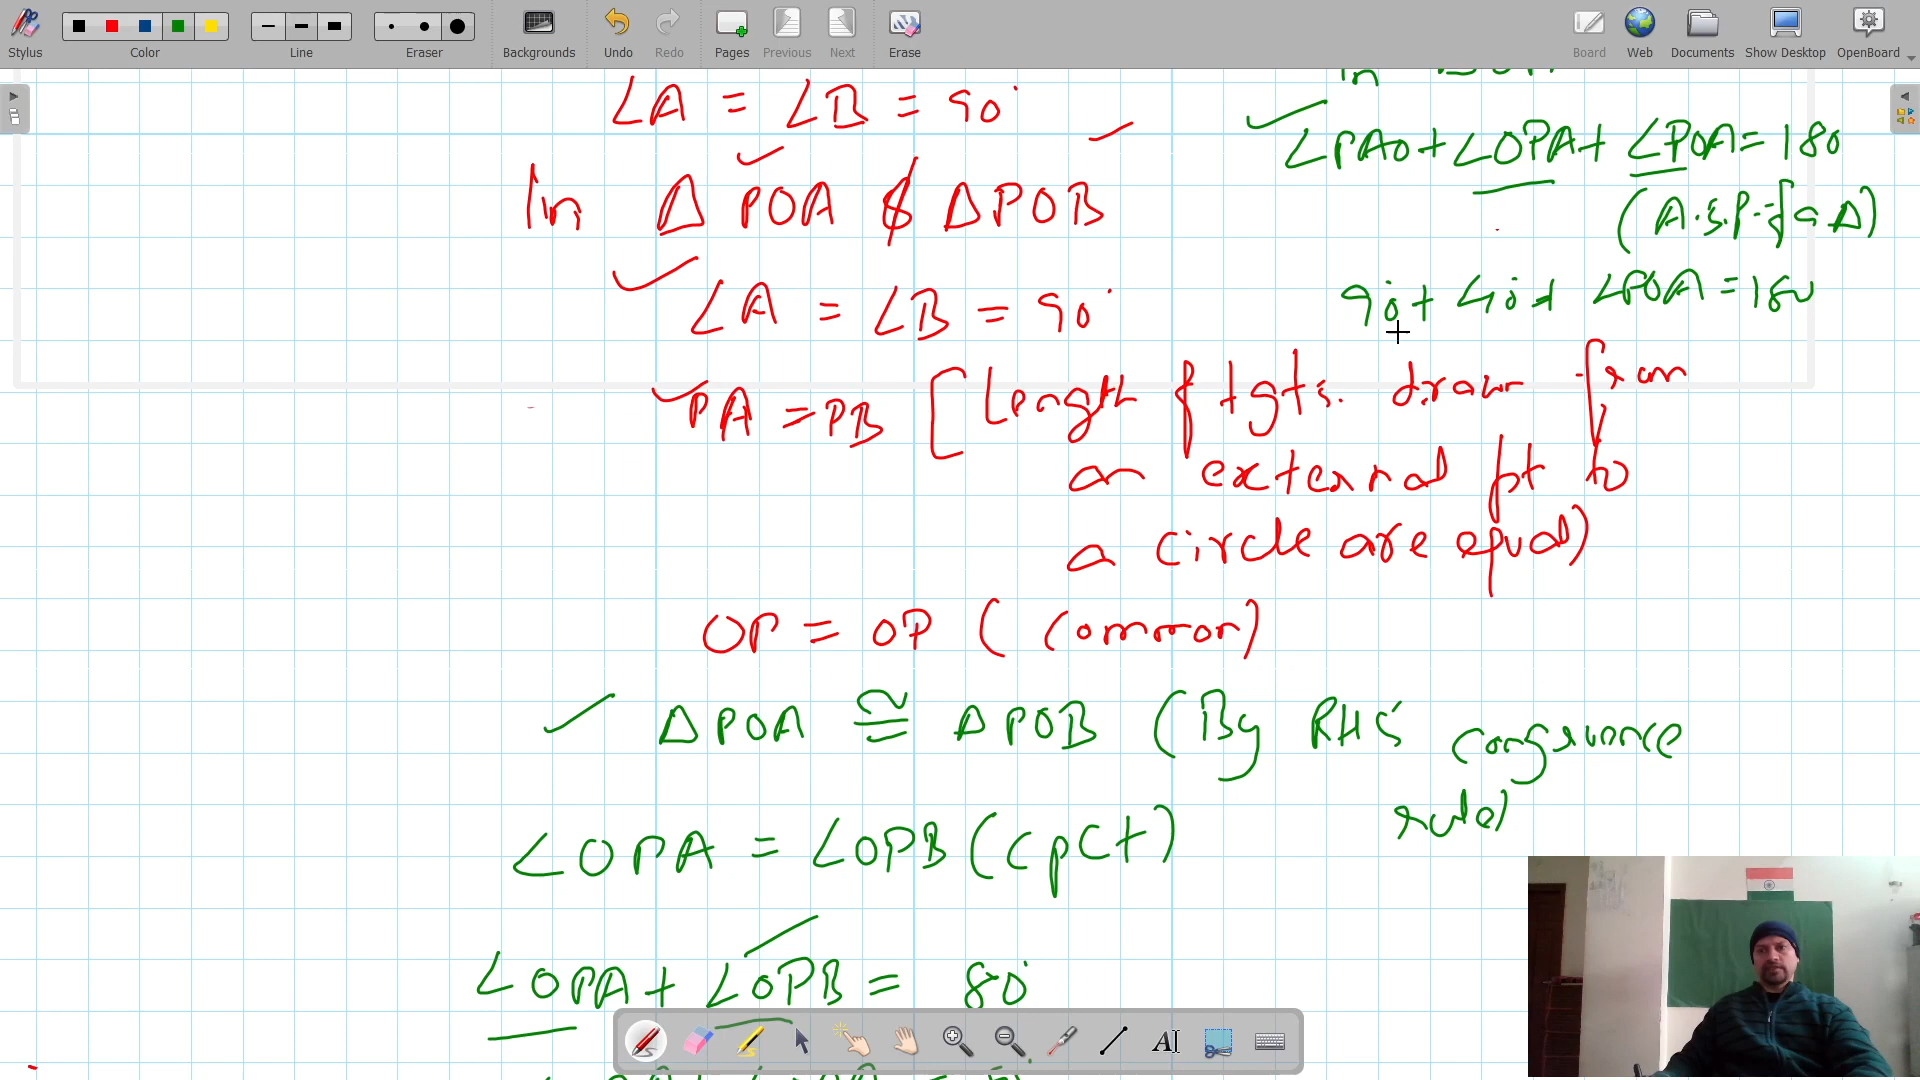 Stylus
Color
Line
Eraser
Backgrounds
Undo
Redo
Pages
Previous
Next
Erase
Board
Web
Documents
Show Desktop
OpenBoard
∠A = ∠B = 90°
In Δ POA & ΔPOB
∠A = ∠B = 90°
PA = PB [Length of tgts. drawn from
an external pt to
a circle are equal)
OP = OP (common)
ΔPOA ≅ ΔPOB (By RHS congruence
rule)
∠OPA = ∠OPB (cpct)
∠OPA + ∠OPB = 80°
∠PAO + ∠OPA + ∠POA = 180
(A.S.P. of a Δ)
90° + 40° + ∠POA = 180